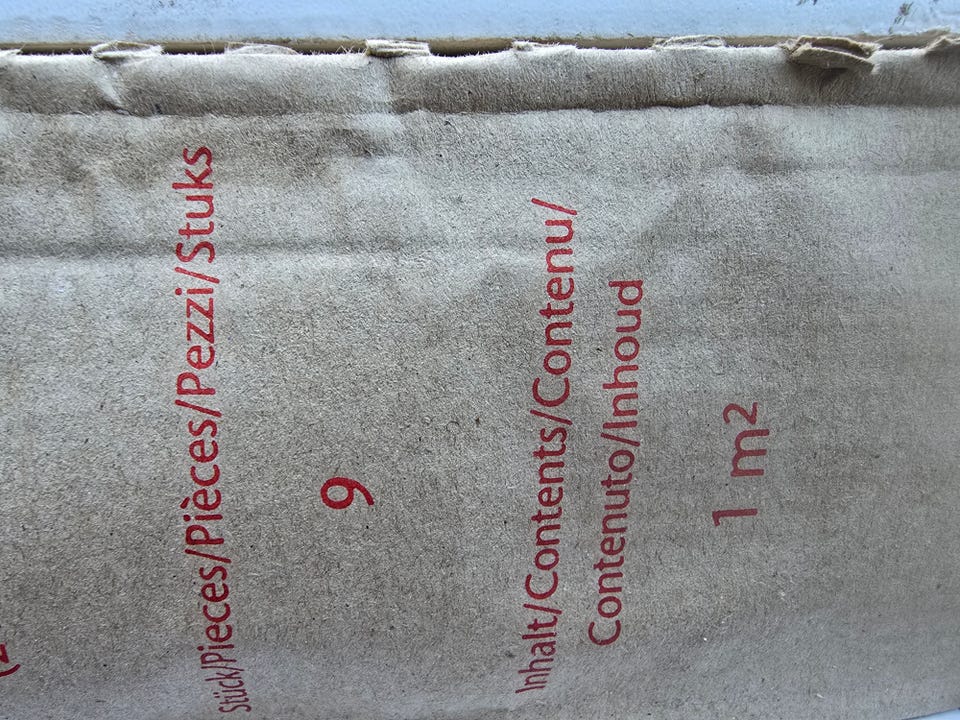 Stück/Pieces/Pièces/Pezzi/Stuks
9
Inhalt/Contents/Contenu/
Contenuto/Inhoud
1 m²